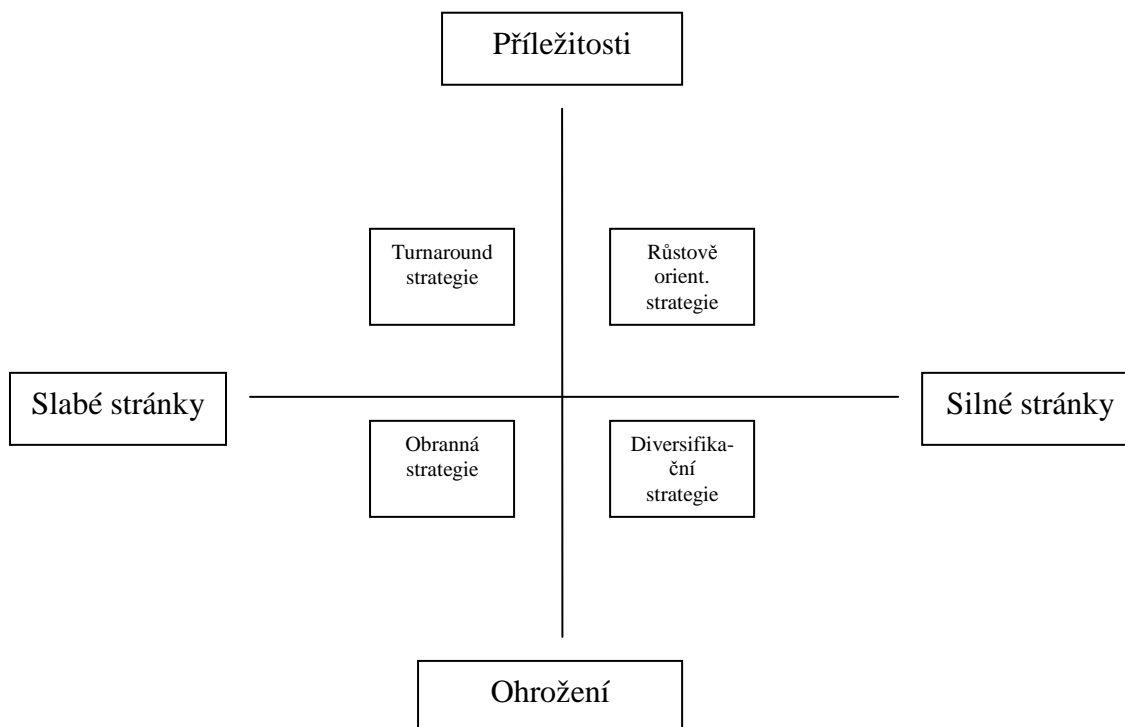 Příležitosti
Turnaround
strategie
Růstově
orient.
strategie
Slabé stránky
Silné stránky
Obranná
strategie
Diversifika-
ční
strategie
Ohrožení